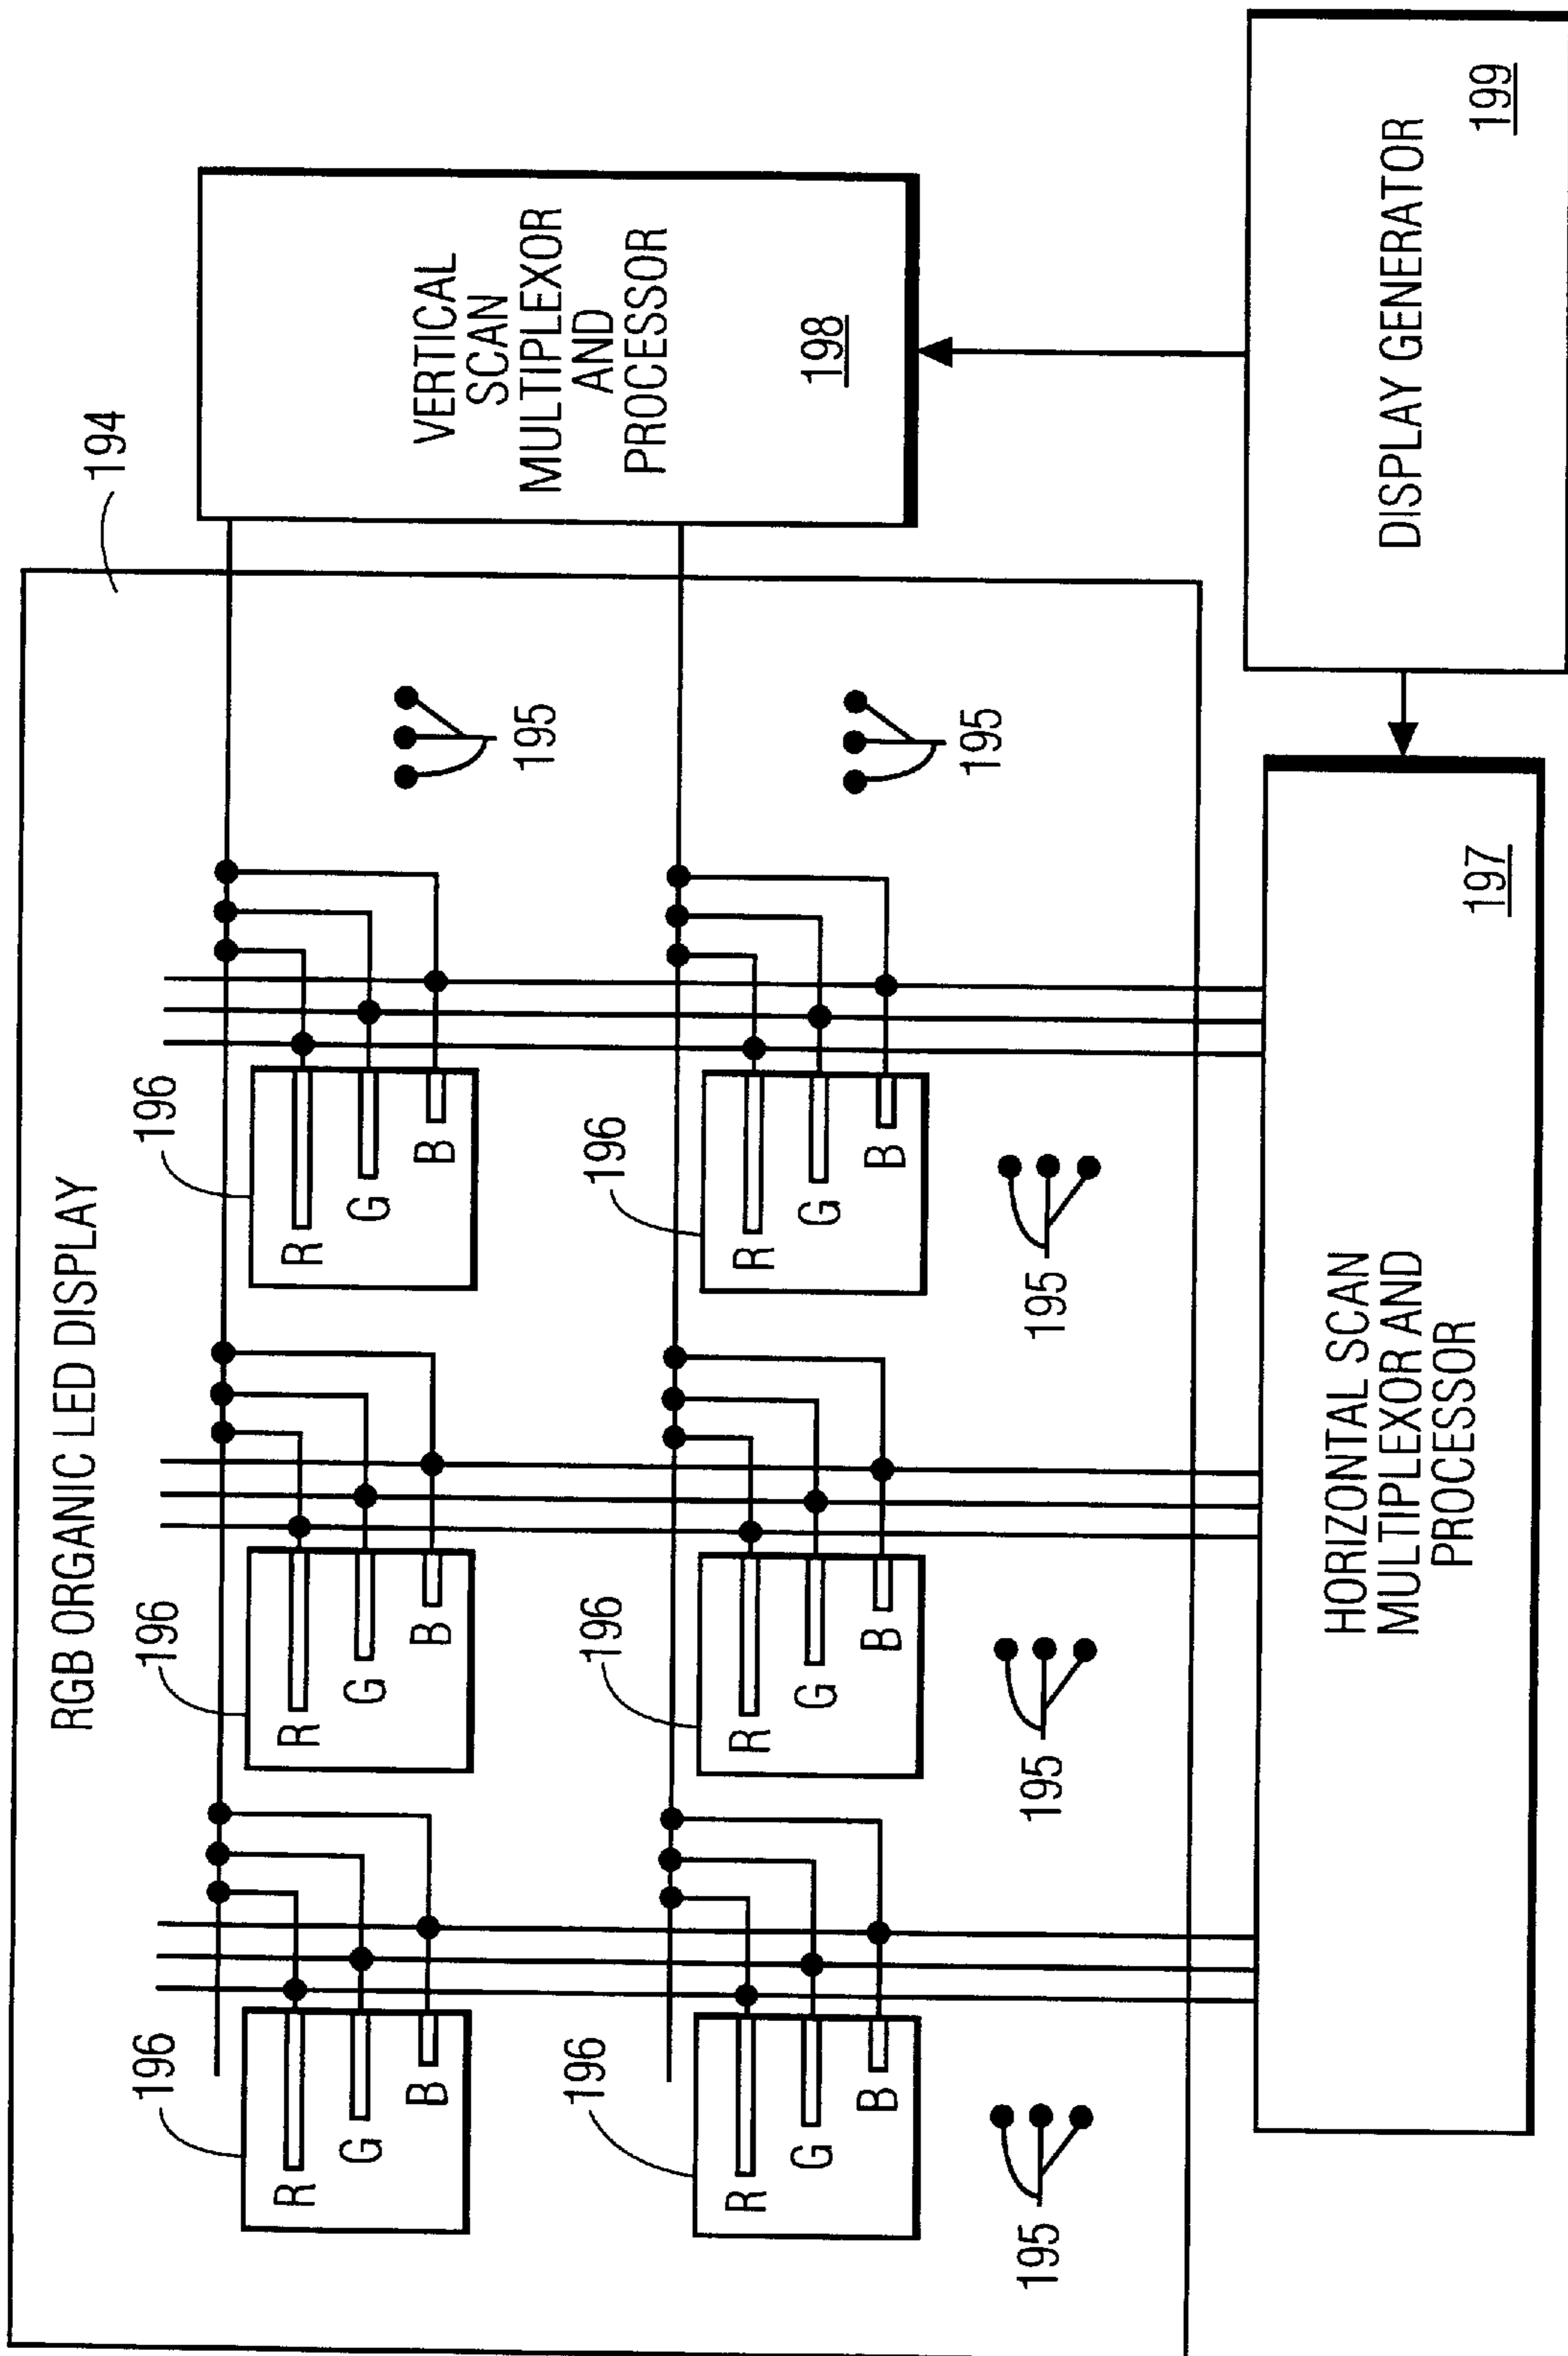 RGB ORGANIC LED DISPLAY
194
196
196
196
R
G
B
R
G
B
R
G
B
195
VERTICAL
SCAN
MULTIPLEXOR
AND
PROCESSOR
198
196
196
196
R
G
B
R
G
B
R
G
B
195
195
195
195
HORIZONTAL SCAN
MULTIPLEXOR AND
PROCESSOR
197
DISPLAY GENERATOR
199